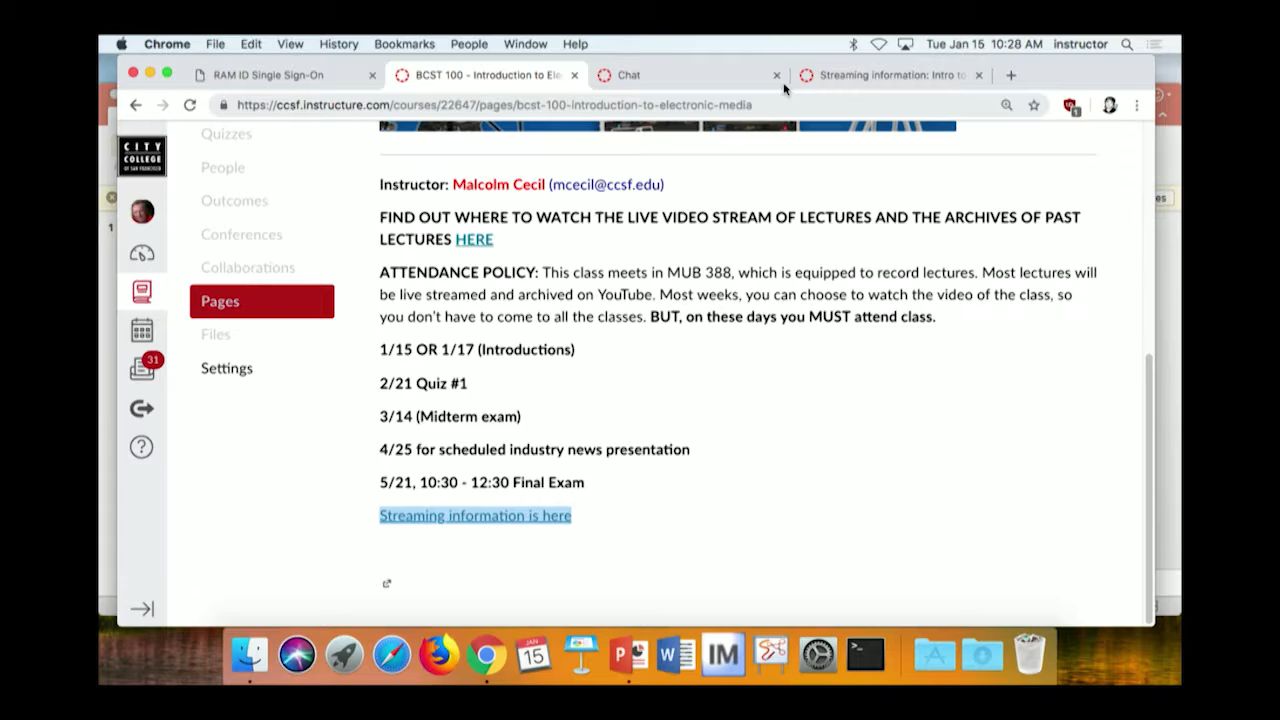 Chrome File Edit View History Bookmarks People Window Help Tue Jan 15 10:28 AM instructor
RAM ID Single Sign-On BCST 100 - Introduction to Ele Chat Streaming information: Intro to
https://ccsf.instructure.com/courses/22647/pages/bcst-100-introduction-to-electronic-media
CITY
COLLEGE
OF SAN FRANCISCO
31
Quizzes
People
Outcomes
Conferences
Collaborations
Pages
Files
Settings
Instructor: Malcolm Cecil (mcecil@ccsf.edu)
FIND OUT WHERE TO WATCH THE LIVE VIDEO STREAM OF LECTURES AND THE ARCHIVES OF PAST
LECTURES HERE
ATTENDANCE POLICY: This class meets in MUB 388, which is equipped to record lectures. Most lectures will
be live streamed and archived on YouTube. Most weeks, you can choose to watch the video of the class, so
you don't have to come to all the classes. BUT, on these days you MUST attend class.
1/15 OR 1/17 (Introductions)
2/21 Quiz #1
3/14 (Midterm exam)
4/25 for scheduled industry news presentation
5/21, 10:30 - 12:30 Final Exam
Streaming information is here
1
es
JAN
15
P
W
IM